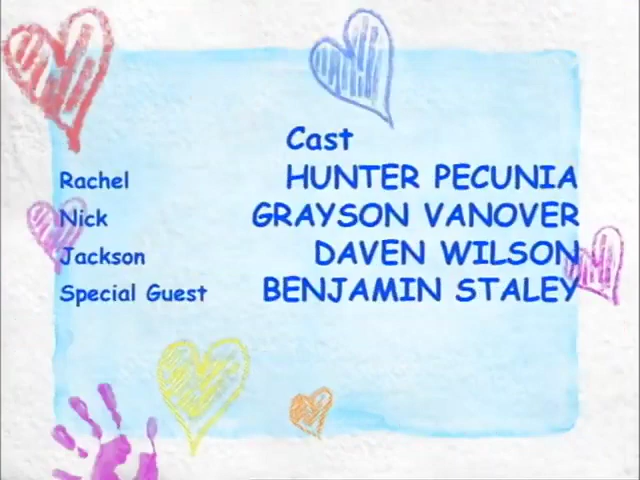 Cast
Rachel HUNTER PECUNIA
Nick GRAYSON VANOVER
Jackson DAVEN WILSON
Special Guest BENJAMIN STALEY